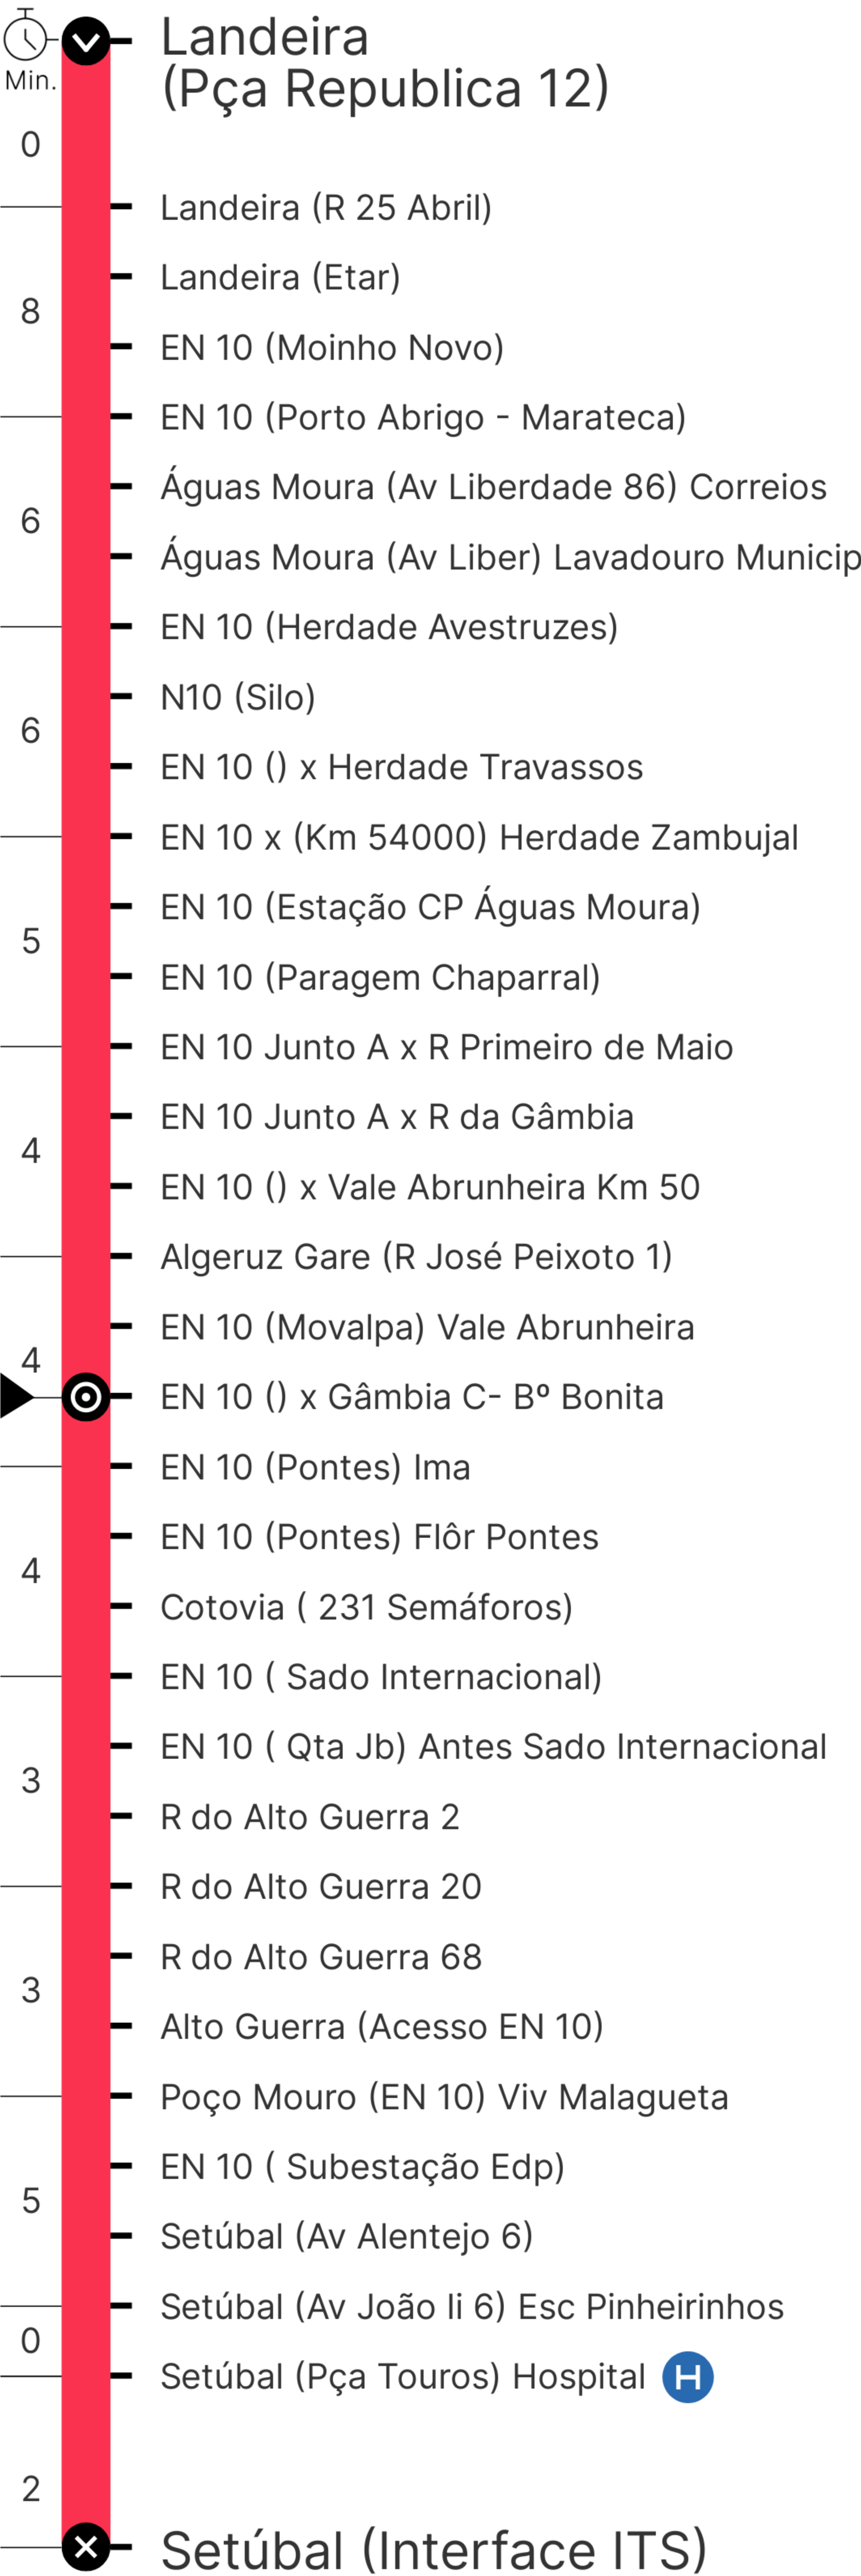 Landeira
Min.
(Pça Republica 12)
0
Landeira (R 25 Abril)
Landeira (Etar)
8
EN 10 (Moinho Novo)
EN 10 (Porto Abrigo - Marateca)
Águas Moura (Av Liberdade 86) Correios
6
Águas Moura (Av Liber) Lavadouro Municip
EN 10 (Herdade Avestruzes)
N10 (Silo)
6
EN 10 () x Herdade Travassos
EN 10 x (Km 54000) Herdade Zambujal
EN 10 (Estação CP Águas Moura)
5
EN 10 (Paragem Chaparral)
EN 10 Junto A x R Primeiro de Maio
EN 10 Junto A x R da Gâmbia
4
EN 10 () x Vale Abrunheira Km 50
Algeruz Gare (R José Peixoto 1)
EN 10 (Movalpa) Vale Abrunheira
4
EN 10 () x Gâmbia C- Bº Bonita
EN 10 (Pontes) Ima
EN 10 (Pontes) Flôr Pontes
4
Cotovia ( 231 Semáforos)
EN 10 ( Sado Internacional)
EN 10 ( Qta Jb) Antes Sado Internacional
3
R do Alto Guerra 2
R do Alto Guerra 20
R do Alto Guerra 68
3
Alto Guerra (Acesso EN 10)
Poço Mouro (EN 10) Viv Malagueta
EN 10 ( Subestação Edp)
5
Setúbal (Av Alentejo 6)
Setúbal (Av João Ii 6) Esc Pinheirinhos
0
Setúbal (Pça Touros) Hospital H
2
Setúbal (Interface ITS)